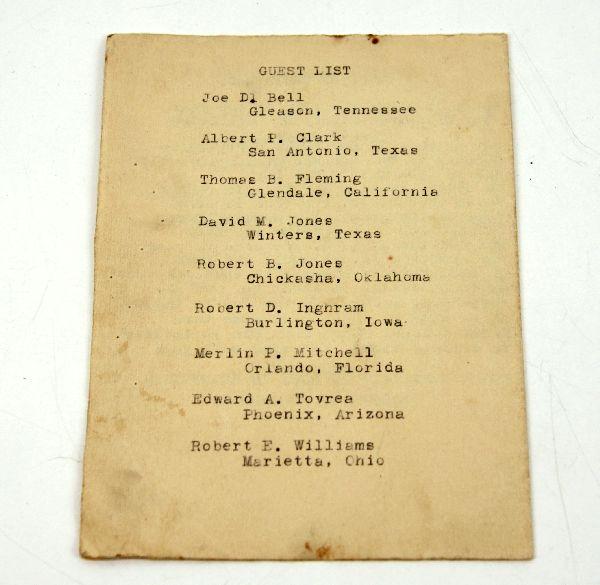 GUEST LIST
Joe D. Bell
Gleason, Tennessee
Albert P. Clark
San Antonio, Texas
Thomas B. Fleming
Glendale, California
David M. Jones
Winters, Texas
Robert B. Jones
Chickasha, Oklahoma
Robert D. Inghram
Burlington, Iowa
Merlin P. Mitchell
Orlando, Florida
Edward A. Tovrea
Phoenix, Arizona
Robert E. Williams
Marietta, Ohio